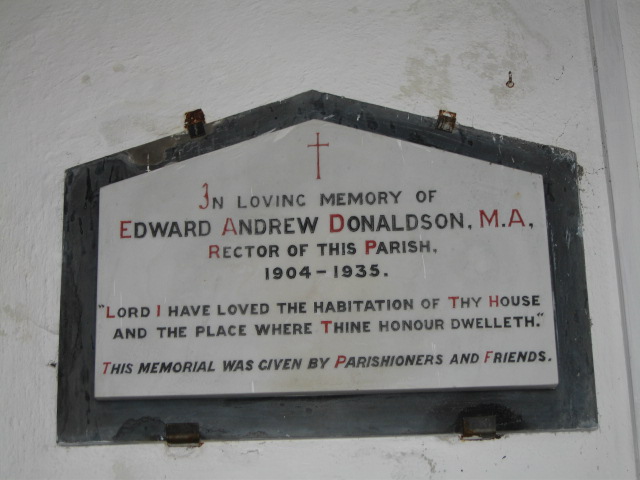 In loving memory of
Edward Andrew Donaldson, M.A,
Rector of this Parish.
1904-1935.
"Lord I have loved the habitation of Thy House
and the place where Thine honour dwelleth."
This memorial was given by Parishioners and Friends.